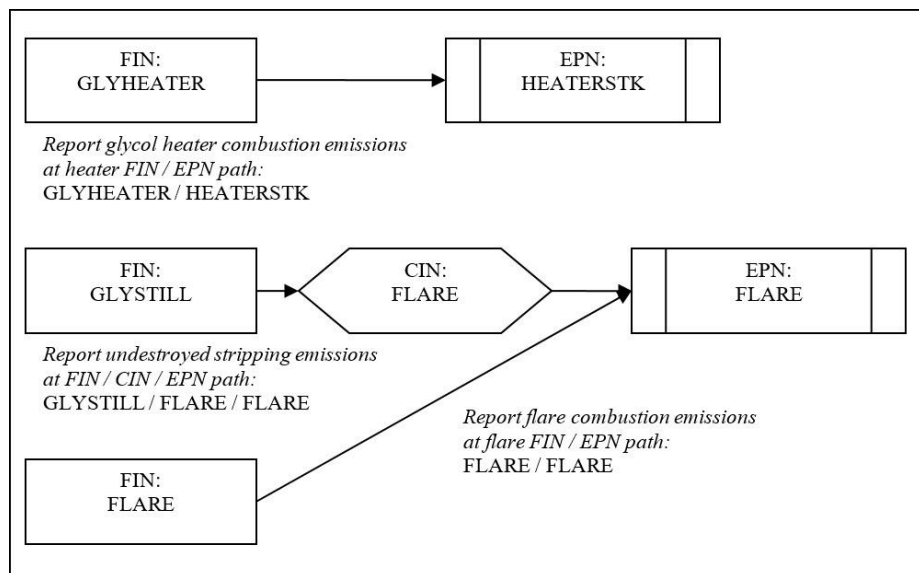 FIN:
GLYHEATER
EPN:
HEATERSTK
Report glycol heater combustion emissions
at heater FIN / EPN path:
GLYHEATER / HEATERSTK
FIN:
GLYSTILL
CIN:
FLARE
EPN:
FLARE
Report undestroyed stripping emissions
at FIN / CIN / EPN path:
GLYSTILL / FLARE / FLARE
Report flare combustion emissions
at flare FIN / EPN path:
FLARE / FLARE
FIN:
FLARE